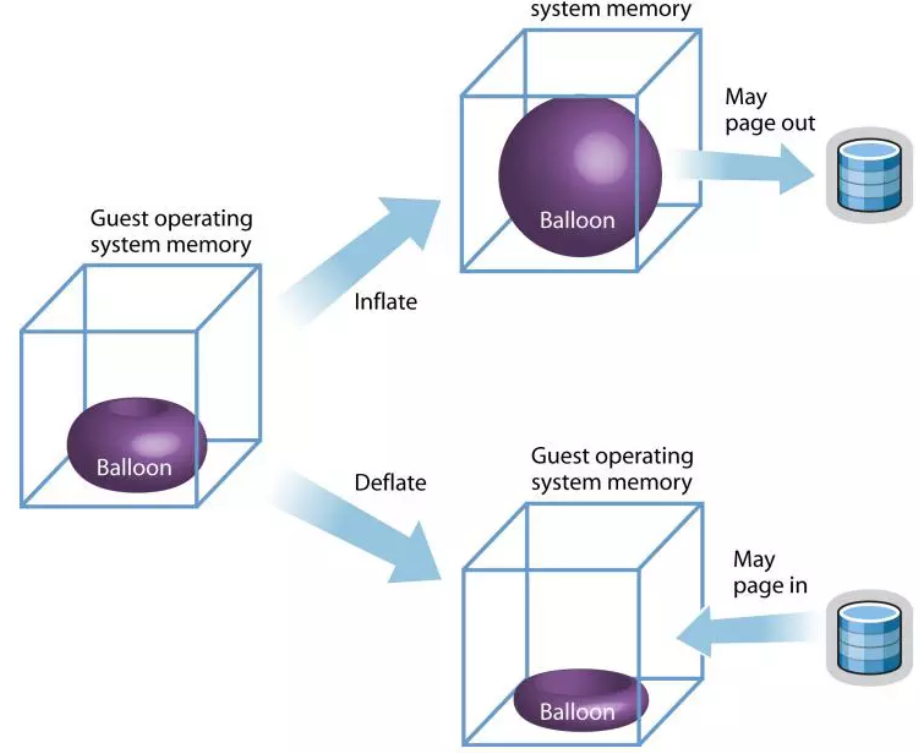 system memory
May
page out
Balloon
Guest operating
system memory
Inflate
Balloon
Deflate
Guest operating
system memory
May
page in
Balloon